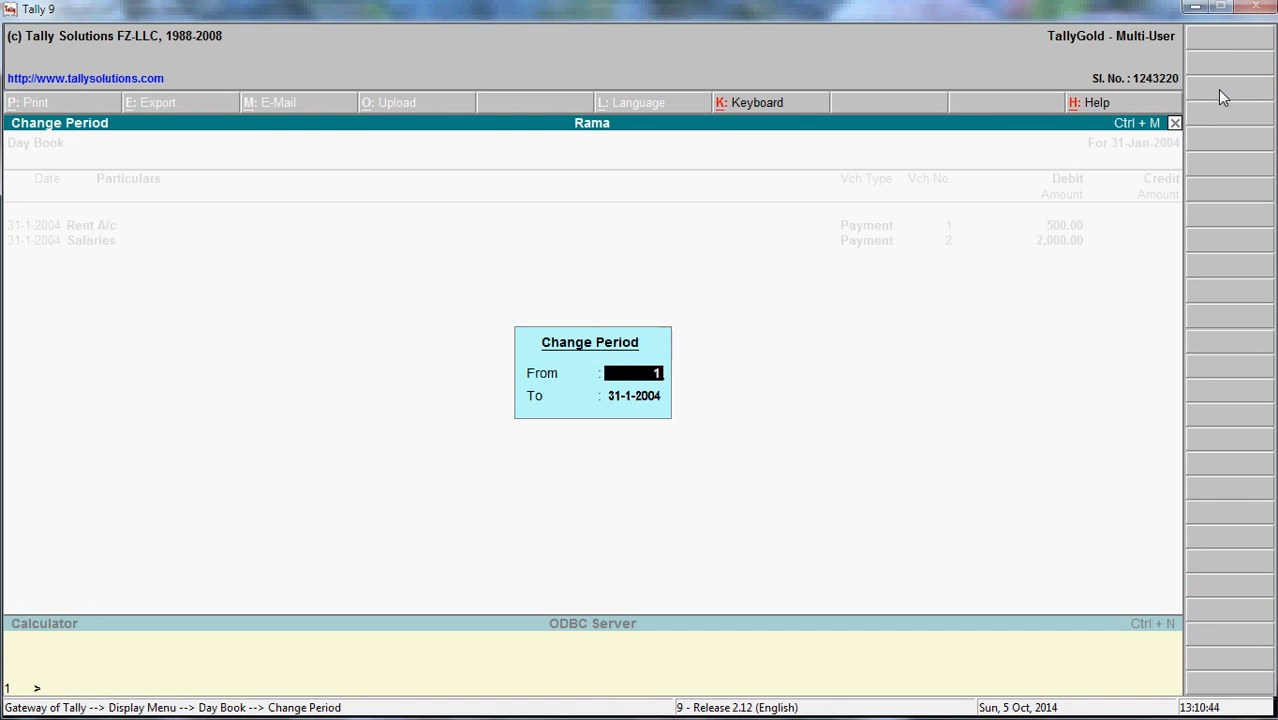 Tally 9
(c) Tally Solutions FZ-LLC, 1988-2008 TallyGold - Multi-User
http://www.tallysolutions.com Sl. No. : 1243220
P: Print E: Export M: E-Mail O: Upload L: Language K: Keyboard H: Help
Change Period Rama Ctrl + M
Day Book For 31-Jan-2004
Date Particulars Vch Type Vch No. Debit Credit
Amount Amount
31-1-2004 Rent A/c Payment 1 500.00
31-1-2004 Salaries Payment 2 2,000.00
Change Period
From : 1
To : 31-1-2004
Calculator ODBC Server Ctrl + N
1 >
Gateway of Tally --> Display Menu --> Day Book --> Change Period 9 - Release 2.12 (English) Sun, 5 Oct, 2014 13:10:44